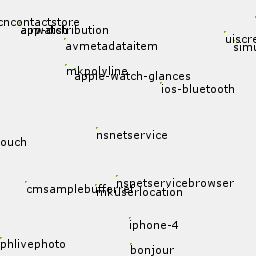 cncontactstore
app-distribution
uiscre
simu
avmetadataitem
mkpolyline
apple-watch-glances
ios-bluetooth
nsnetservice
ouch
nsnetservicebrowser
cmsamplebuffer
mkuserlocation
iphone-4
phlivephoto
bonjour